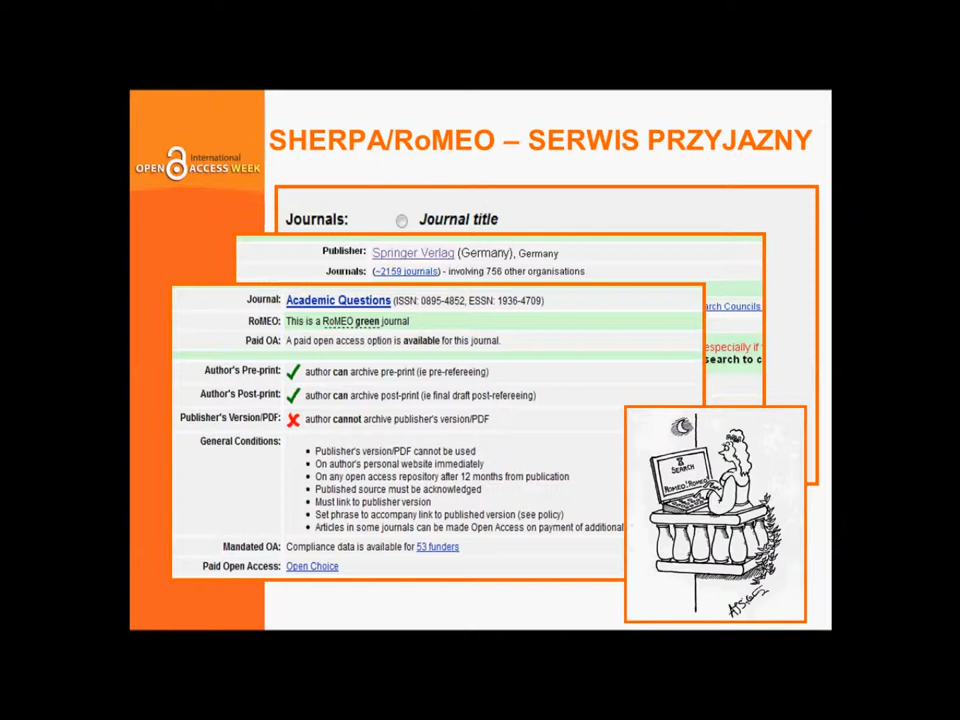 SHERPA/RoMEO – SERWIS PRZYJAZNY
International
OPEN ACCESS WEEK
Journals: Journal title
Publisher: Springer Verlag (Germany), Germany
Journals: (~2159 journals) - involving 756 other organisations
arch Councils
especially if
search to c
Journal: Academic Questions (ISSN: 0895-4852, ESSN: 1936-4709)
RoMEO: This is a RoMEO green journal
Paid OA: A paid open access option is available for this journal.
Author's Pre-print: author can archive pre-print (ie pre-refereeing)
Author's Post-print: author can archive post-print (ie final draft post-refereeing)
Publisher's Version/PDF: author cannot archive publisher's version/PDF
General Conditions:
• Publisher's version/PDF cannot be used
• On author's personal website immediately
• On any open access repository after 12 months from publication
• Published source must be acknowledged
• Must link to publisher version
• Set phrase to accompany link to published version (see policy)
• Articles in some journals can be made Open Access on payment of additional
Mandated OA: Compliance data is available for 53 funders
Paid Open Access: Open Choice
SEARCH
ROMEO! ROMEO